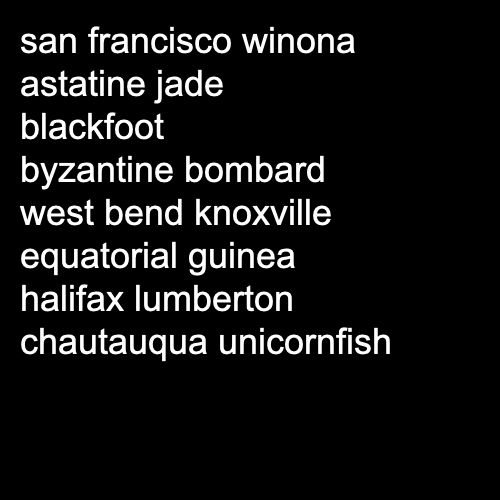 san francisco winona
astatine jade
blackfoot
byzantine bombard
west bend knoxville
equatorial guinea
halifax lumberton
chautauqua unicornfish